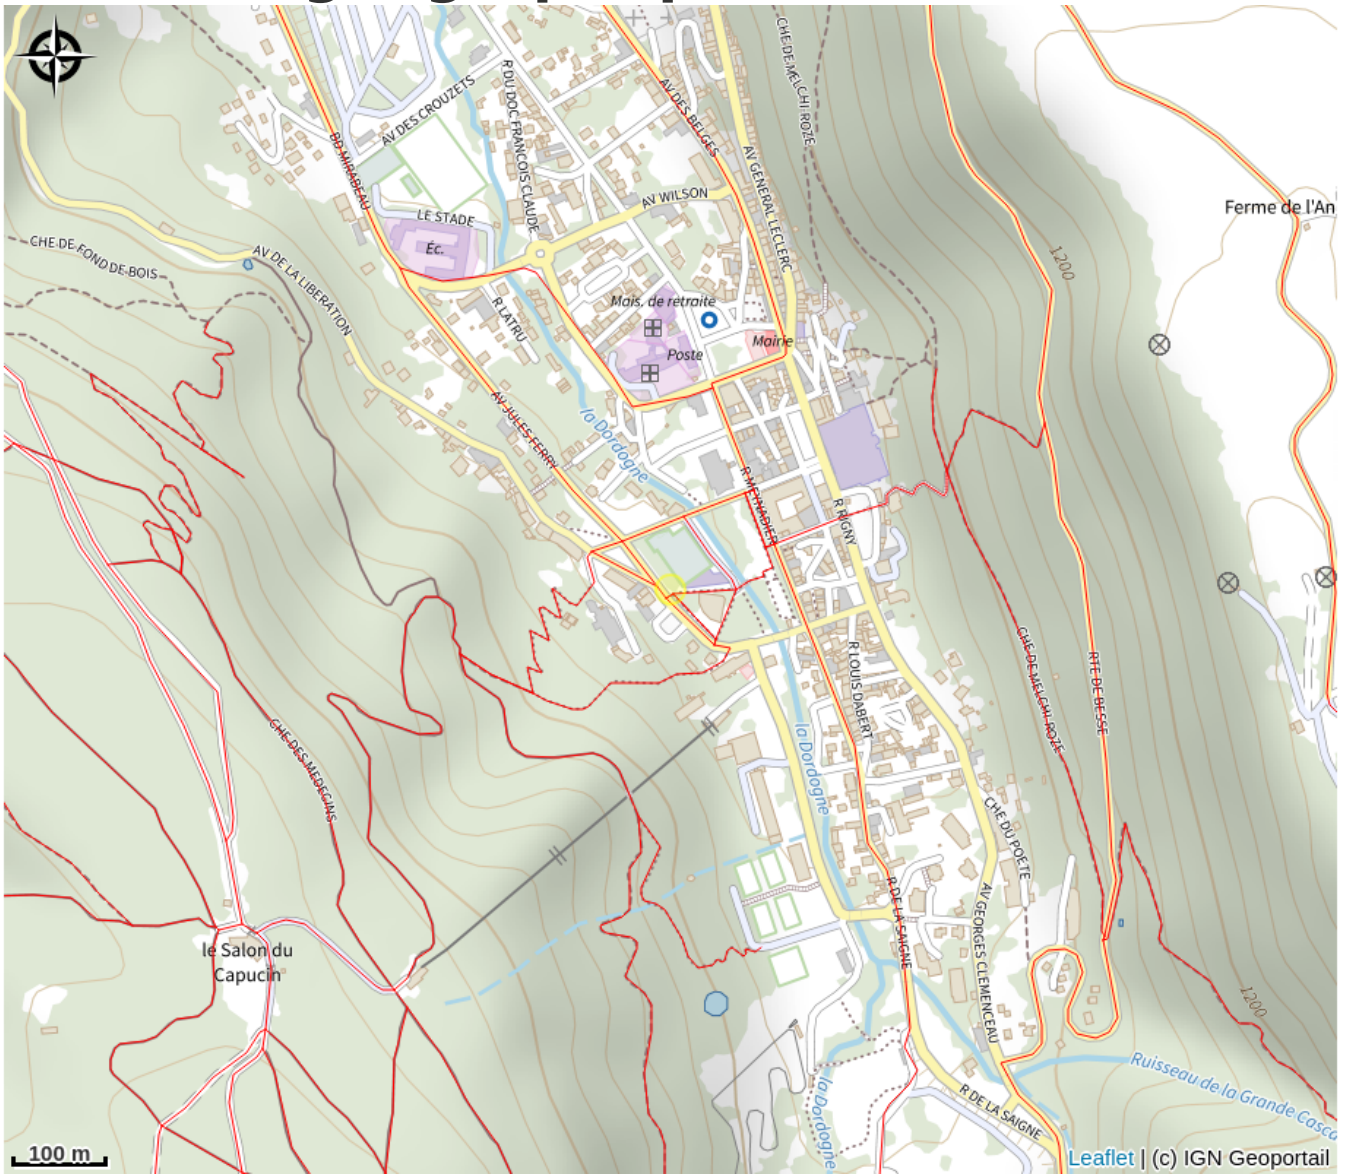 CHE DE MELCHI-ROZE
AV DES CROUZETS
R DU DOC FRANCOIS CLAUDE
AV DES BELGES
BD MIRABEAU
AV GENERAL LECLERC
AV WILSON
LE STADE
Ferme de l'An
Éc.
CHE DE FOND DE BOIS
AV DE LA LIBERATION
1200
R LATRU
Mais. de retraite
Mairie
Poste
AV JULES FERRY
la Dordogne
R MEYNADIER
R RIGNY
CHE DE MELCHI-ROZE
RTE DE BESSE
R LOUIS DABERT
CHE DES MEDECINS
la Dordogne
CHE DU POETE
R DE LA SAIGNE
AV GEORGES CLEMENCEAU
le Salon du
Capucin
1200
Ruisseau de la Grande Casca
la Dordogne
R DE LA SAIGNE
100 m
Leaflet | (c) IGN Geoportail